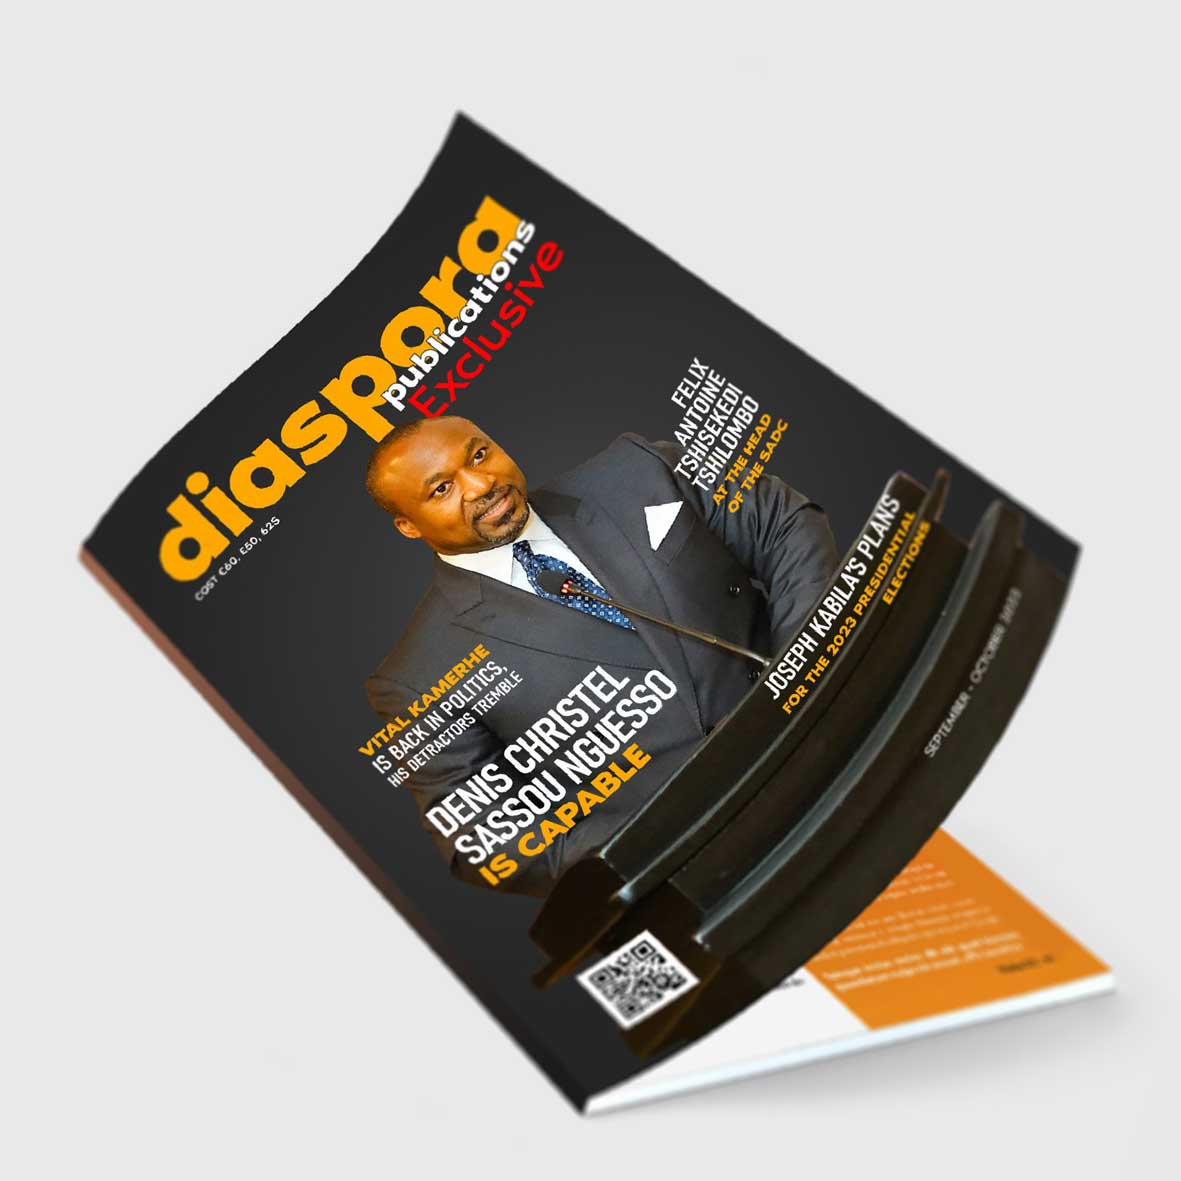 diaspora
publications
Exclusive
COST €60, £50, 62$
FELIX
ANTOINE
TSHISEKEDI
TSHILOMBO
AT THE HEAD
OF THE SADC
JOSEPH KABILA'S PLANS
FOR THE 2023 PRESIDENTIAL
ELECTIONS
VITAL KAMERHE
IS BACK IN POLITICS,
HIS DETRACTORS TREMBLE
DENIS CHRISTEL
SASSOU NGUESSO
IS CAPABLE
SEPTEMBER - OCTOBER